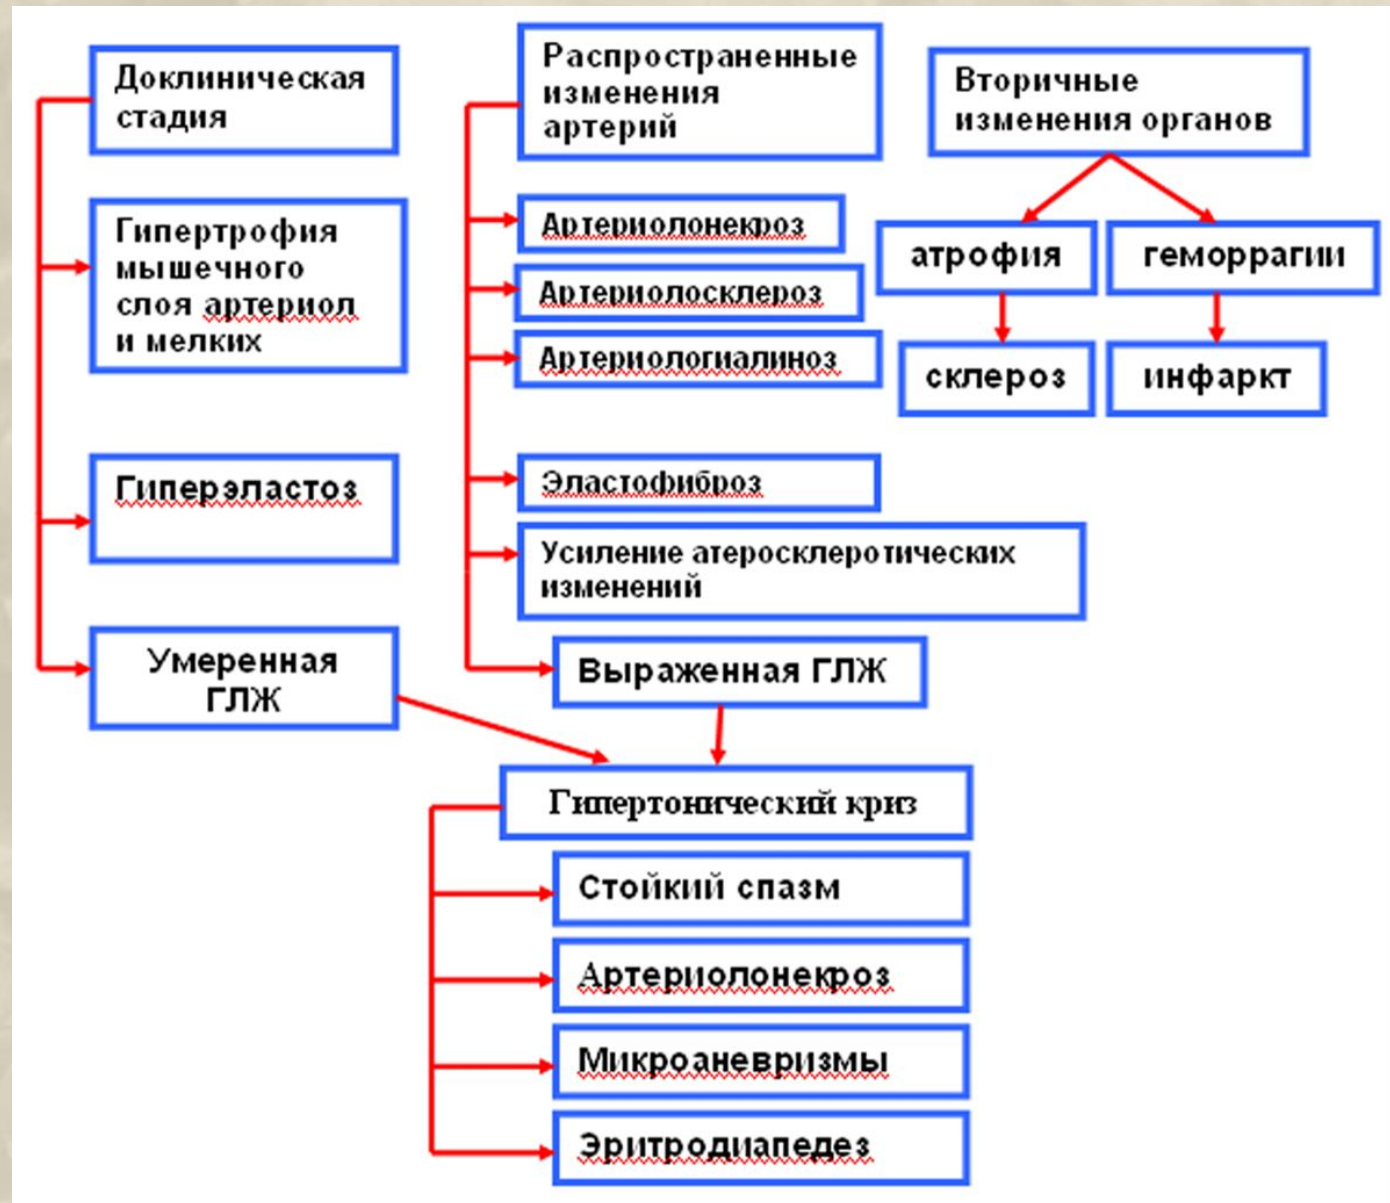 Доклиническая
стадия
Гипертрофия
мышечного
слоя артериол
и мелких
Гиперэластоз
Умеренная
ГЛЖ
Распространенные
изменения
артерий
Артериолонекроз
Артериолосклероз
Артериологиалиноз
Эластофиброз
Усиление атеросклеротических
изменений
Выраженная ГЛЖ
Вторичные
изменения органов
атрофия
геморрагии
склероз
инфаркт
Гипертонический криз
Стойкий спазм
Артериолонекроз
Микроаневризмы
Эритродиапедез